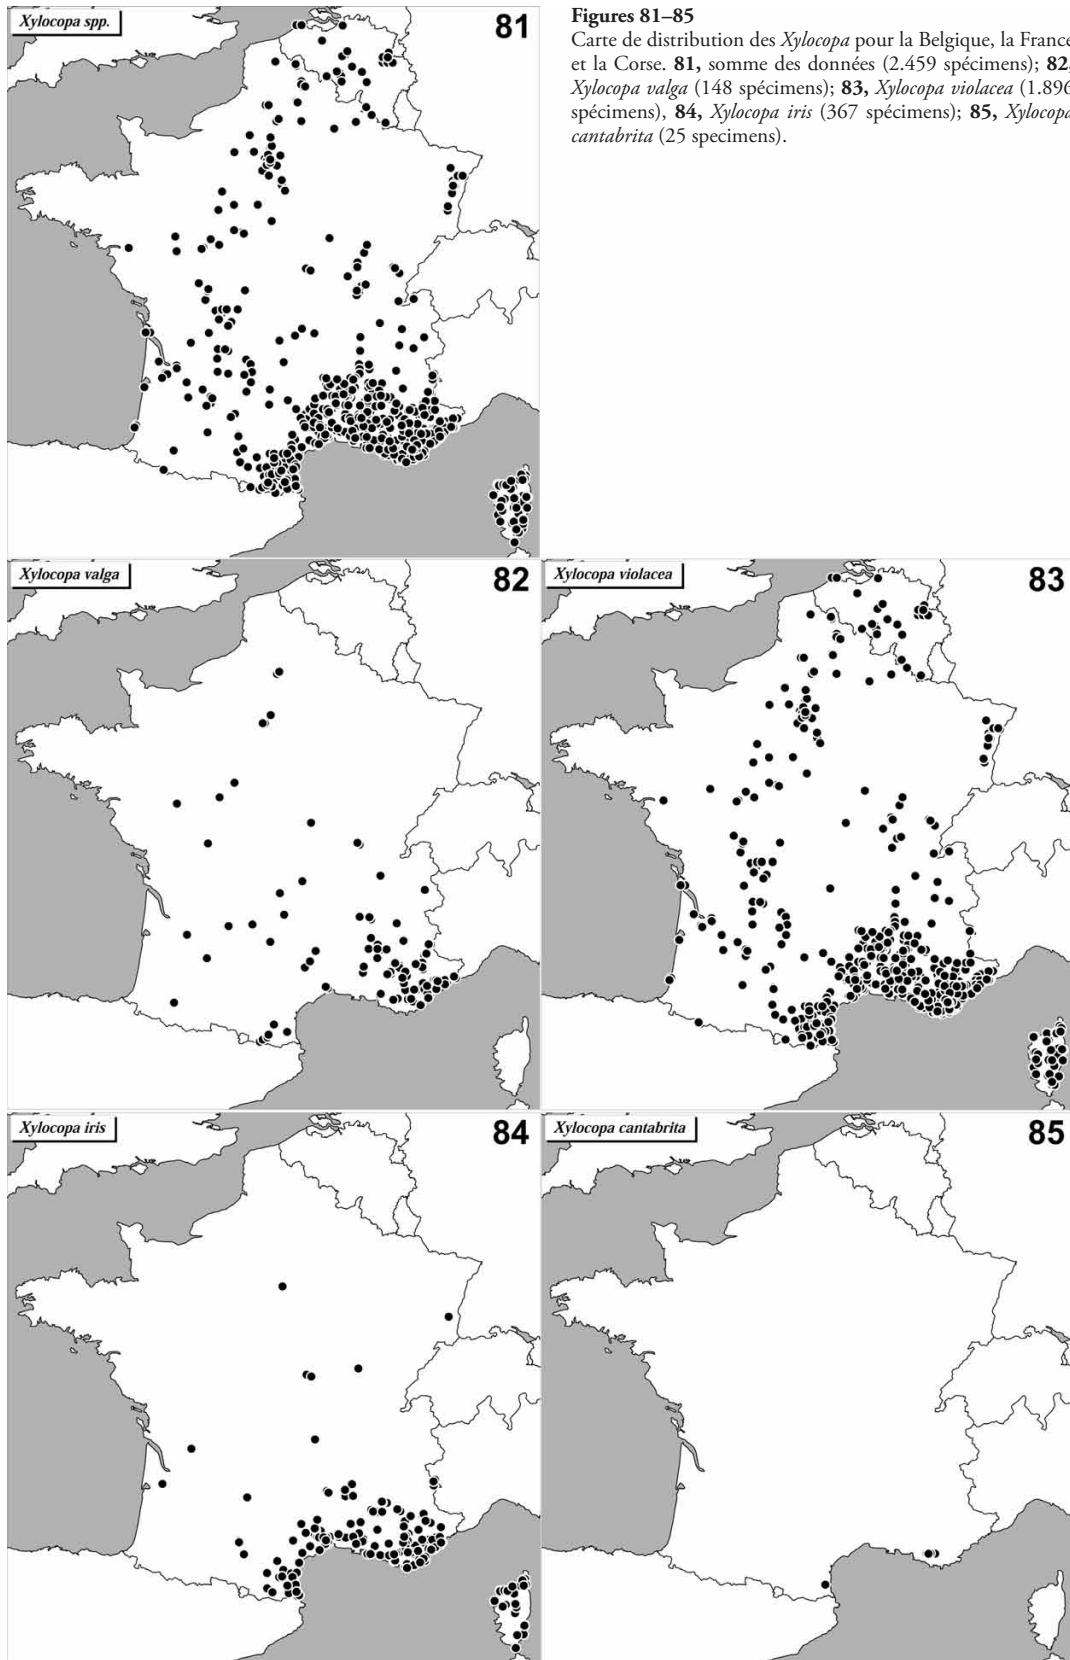 Xylocopa spp.
81
Figures 81–85
Carte de distribution des Xylocopa pour la Belgique, la France
et la Corse. 81, somme des données (2.459 spécimens); 82,
Xylocopa valga (148 spécimens); 83, Xylocopa violacea (1.896
spécimens), 84, Xylocopa iris (367 spécimens); 85, Xylocopa
cantabrita (25 specimens).
Xylocopa valga
82
Xylocopa violacea
83
Xylocopa iris
84
Xylocopa cantabrita
85